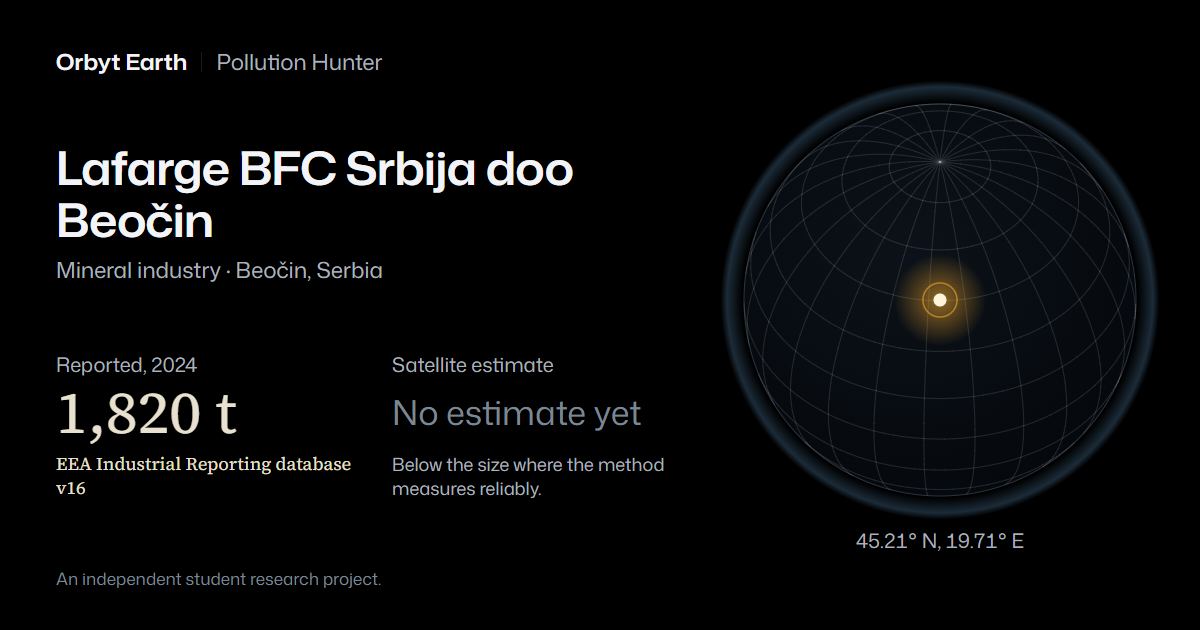 Orbyt Earth | Pollution Hunter
Lafarge BFC Srbija doo
Beočin
Mineral industry · Beočin, Serbia
Reported, 2024
1,820 t
EEA Industrial Reporting database
v16
Satellite estimate
No estimate yet
Below the size where the method
measures reliably.
45.21° N, 19.71° E
An independent student research project.